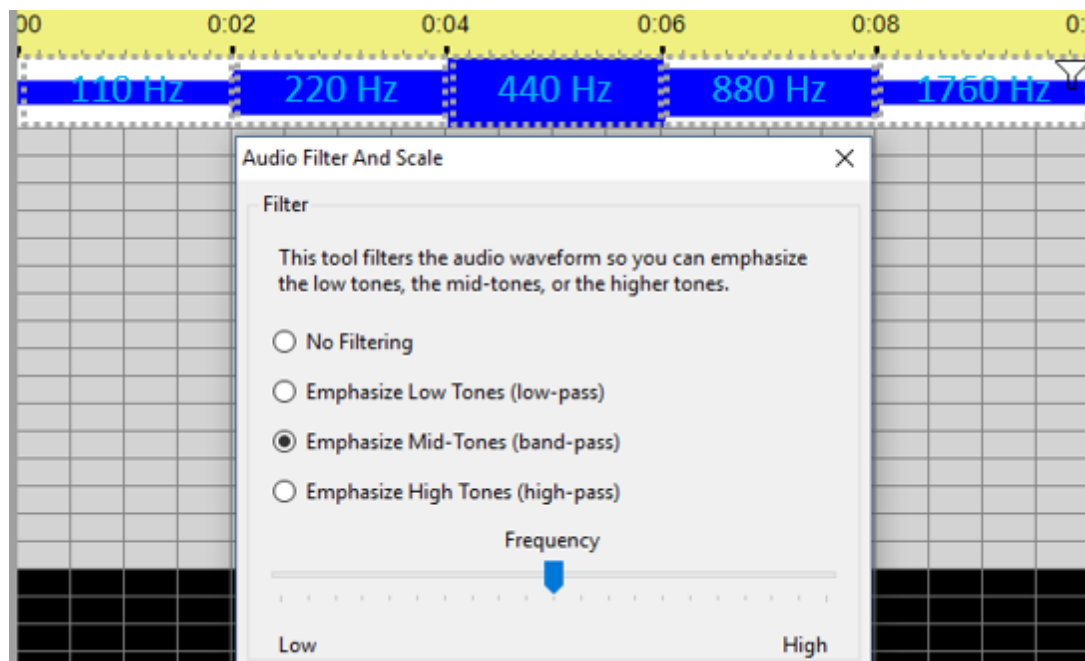 00 0:02 0:04 0:06 0:08 0:
110 Hz 220 Hz 440 Hz 880 Hz 1760 Hz
Audio Filter And Scale
Filter
This tool filters the audio waveform so you can emphasize
the low tones, the mid-tones, or the higher tones.
No Filtering
Emphasize Low Tones (low-pass)
Emphasize Mid-Tones (band-pass)
Emphasize High Tones (high-pass)
Frequency
Low High